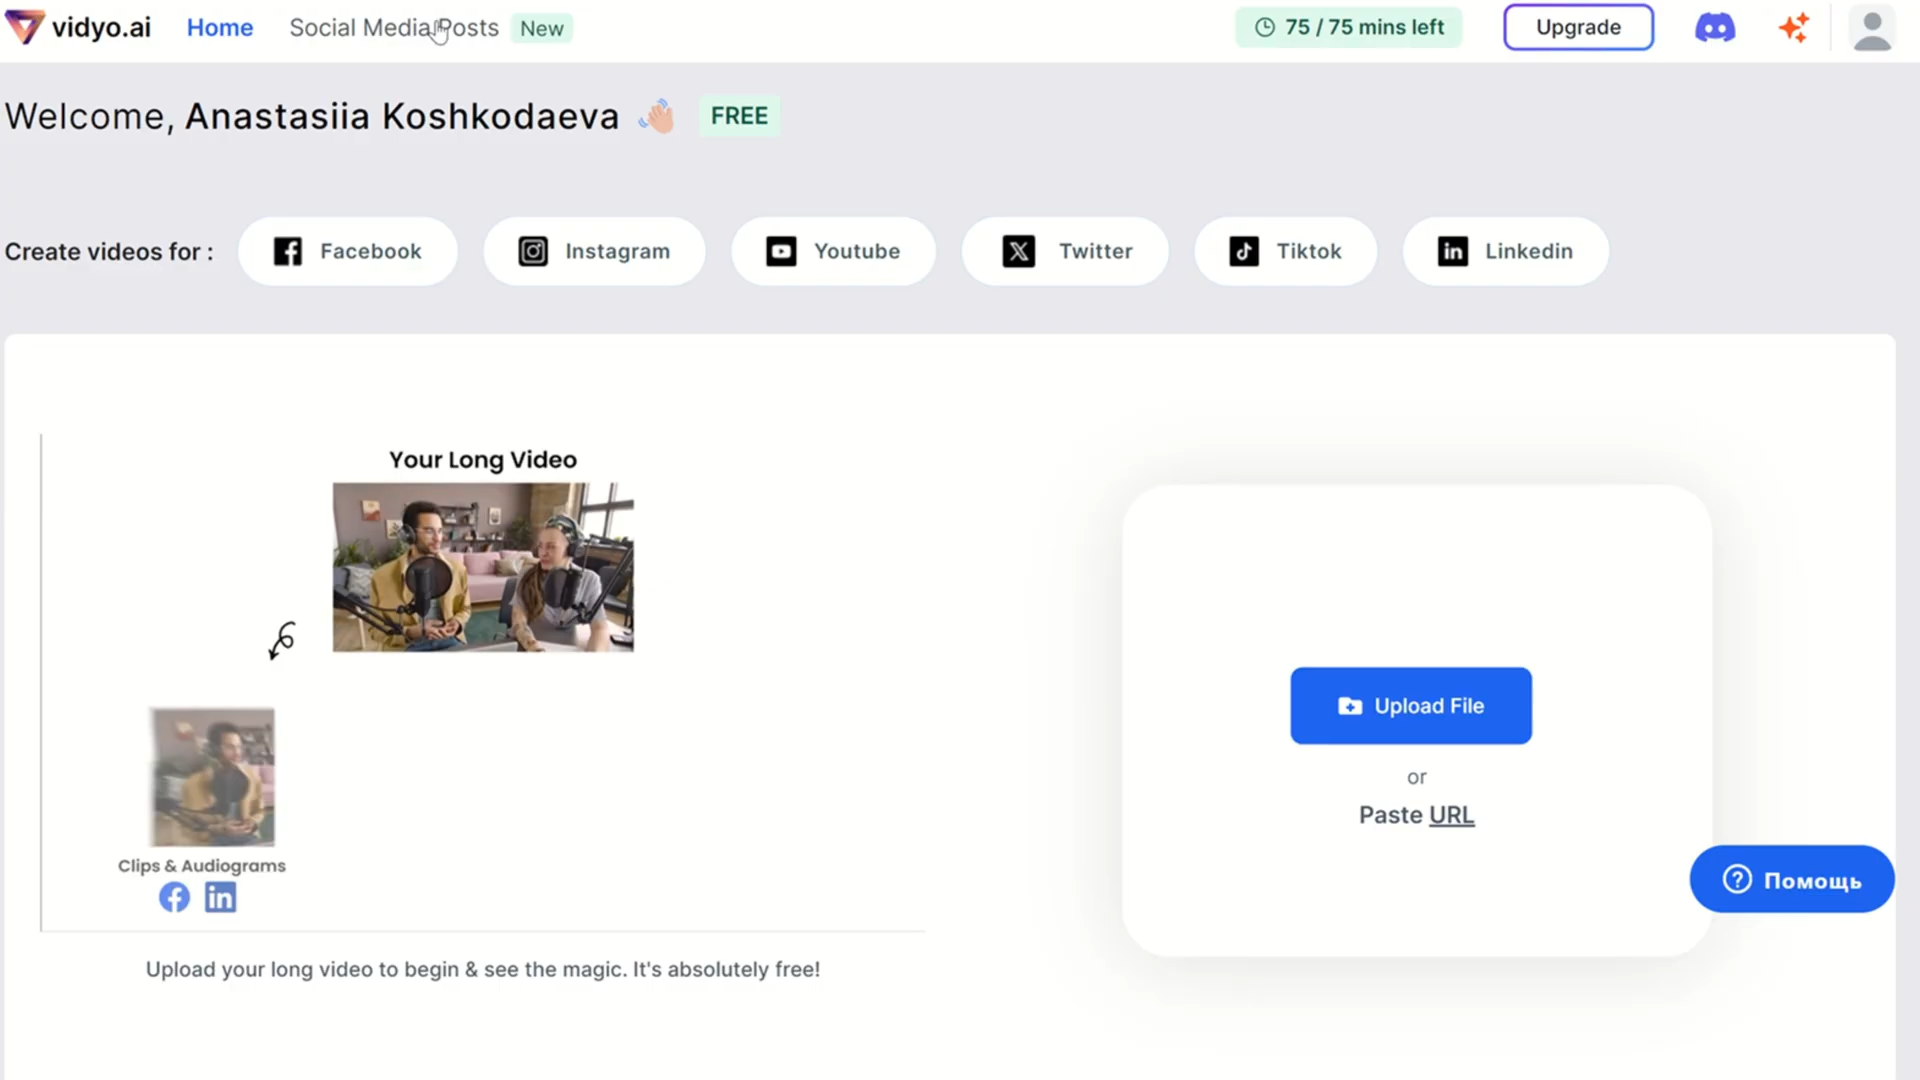 vidyo.ai Home Social Media Posts New 75 / 75 mins left Upgrade
Welcome, Anastasiia Koshkodaeva FREE
Create videos for : Facebook Instagram Youtube Twitter Tiktok Linkedin
Your Long Video
Clips & Audiograms
Upload your long video to begin & see the magic. It's absolutely free!
Upload File
or
Paste URL
Помощь